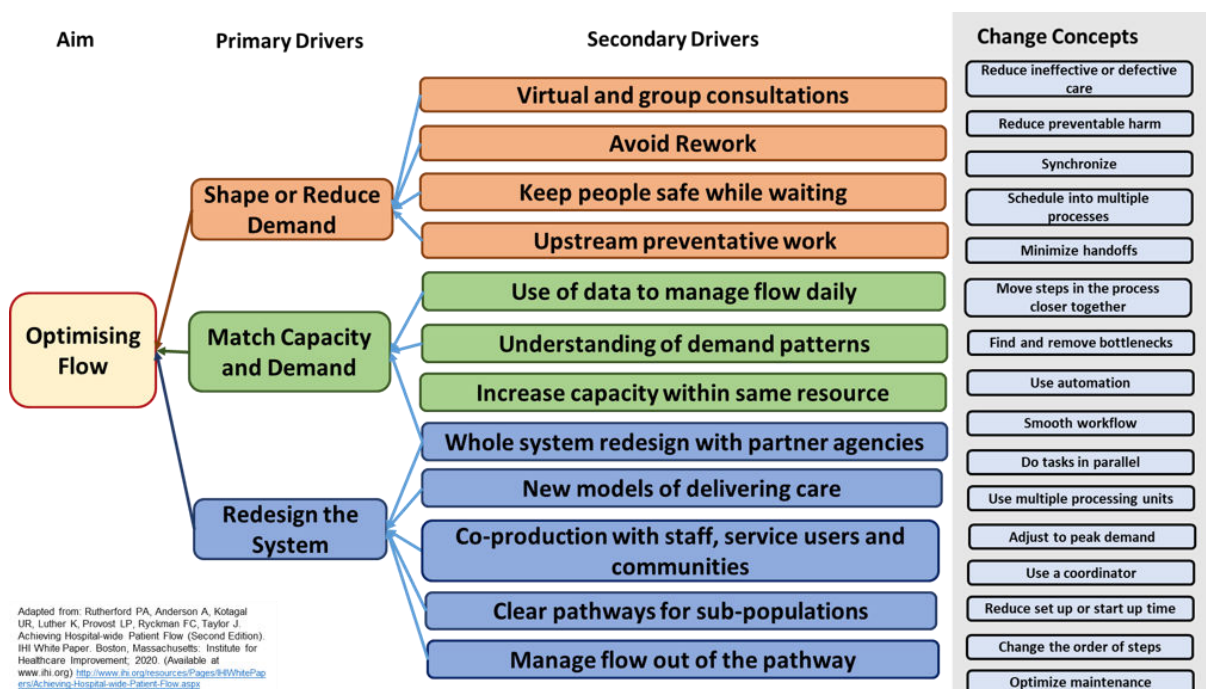 Aim
Primary Drivers
Secondary Drivers
Change Concepts
Optimising
Flow
Shape or Reduce
Demand
Match Capacity
and Demand
Redesign the
System
Virtual and group consultations
Avoid Rework
Keep people safe while waiting
Upstream preventative work
Use of data to manage flow daily
Understanding of demand patterns
Increase capacity within same resource
Whole system redesign with partner agencies
New models of delivering care
Co-production with staff, service users and
communities
Clear pathways for sub-populations
Manage flow out of the pathway
Reduce ineffective or defective
care
Reduce preventable harm
Synchronize
Schedule into multiple
processes
Minimize handoffs
Move steps in the process
closer together
Find and remove bottlenecks
Use automation
Smooth workflow
Do tasks in parallel
Use multiple processing units
Adjust to peak demand
Use a coordinator
Reduce set up or start up time
Change the order of steps
Optimize maintenance
Adapted from: Rutherford PA, Anderson A, Kotagal
UR, Luther K, Provost LP, Ryckman FC, Taylor J.
Achieving Hospital-wide Patient Flow (Second Edition).
IHI White Paper. Boston, Massachusetts: Institute for
Healthcare Improvement; 2020. (Available at
www.ihi.org) http://www.ihi.org/resources/Pages/IHIWhitePap
ers/Achieving-Hospital-wide-Patient-Flow.aspx